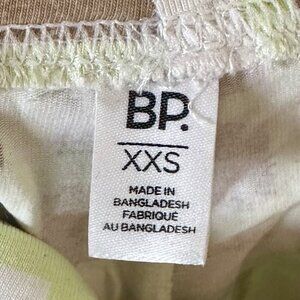 BP.
XXS
MADE IN
BANGLADESH
FABRIQUÉ
AU BANGLADESH